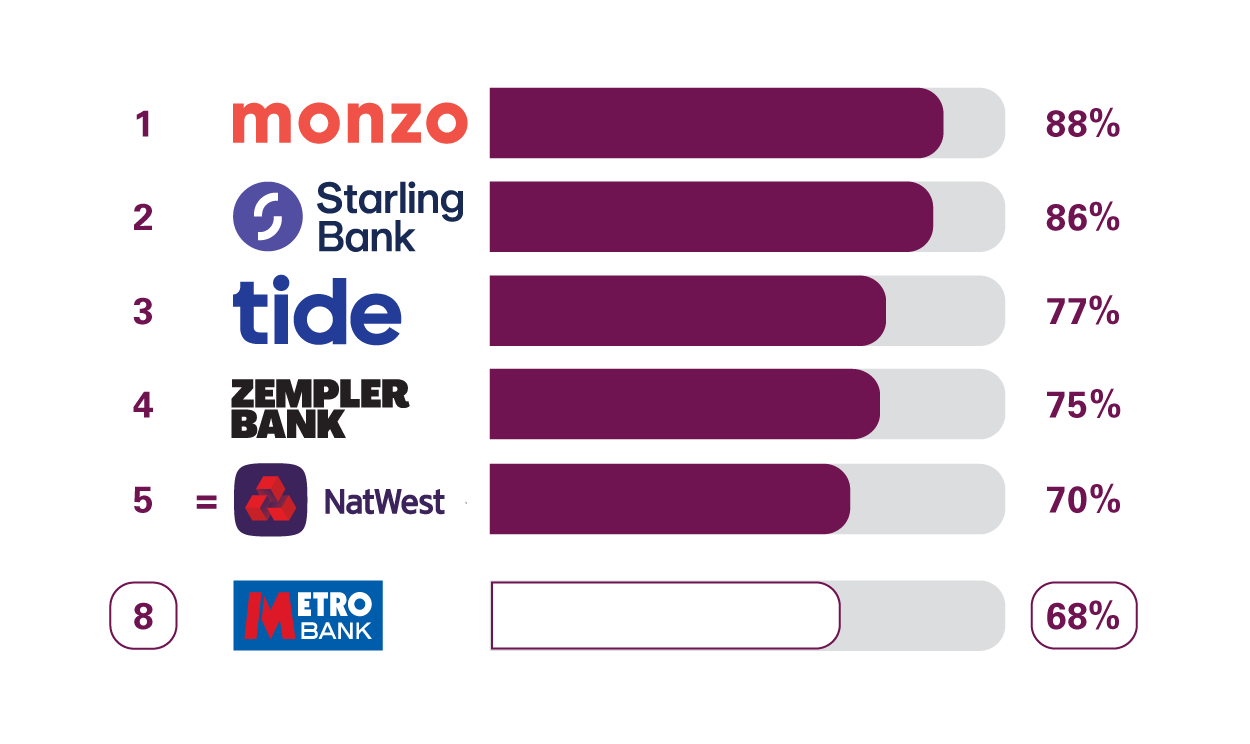 1 monzo 88%
2 Starling Bank 86%
3 tide 77%
4 ZEMPLER BANK 75%
5 = NatWest 70%
8 METRO BANK 68%